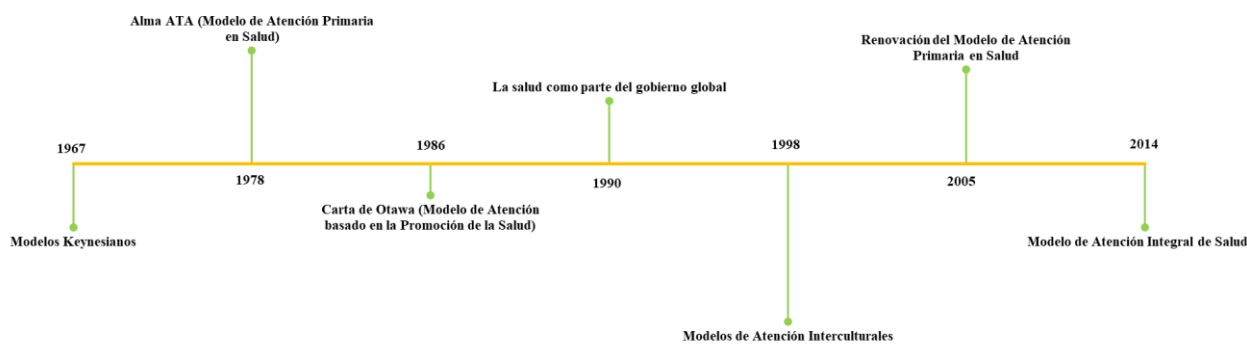 Alma ATA (Modelo de Atención Primaria
en Salud)
Renovación del Modelo de Atención
Primaria en Salud
La salud como parte del gobierno global
1967
1986
1998
2014
1978
1990
2005
Carta de Otawa (Modelo de Atención
basado en la Promoción de la Salud)
Modelos Keynesianos
Modelo de Atención Integral de Salud
Modelos de Atención Interculturales